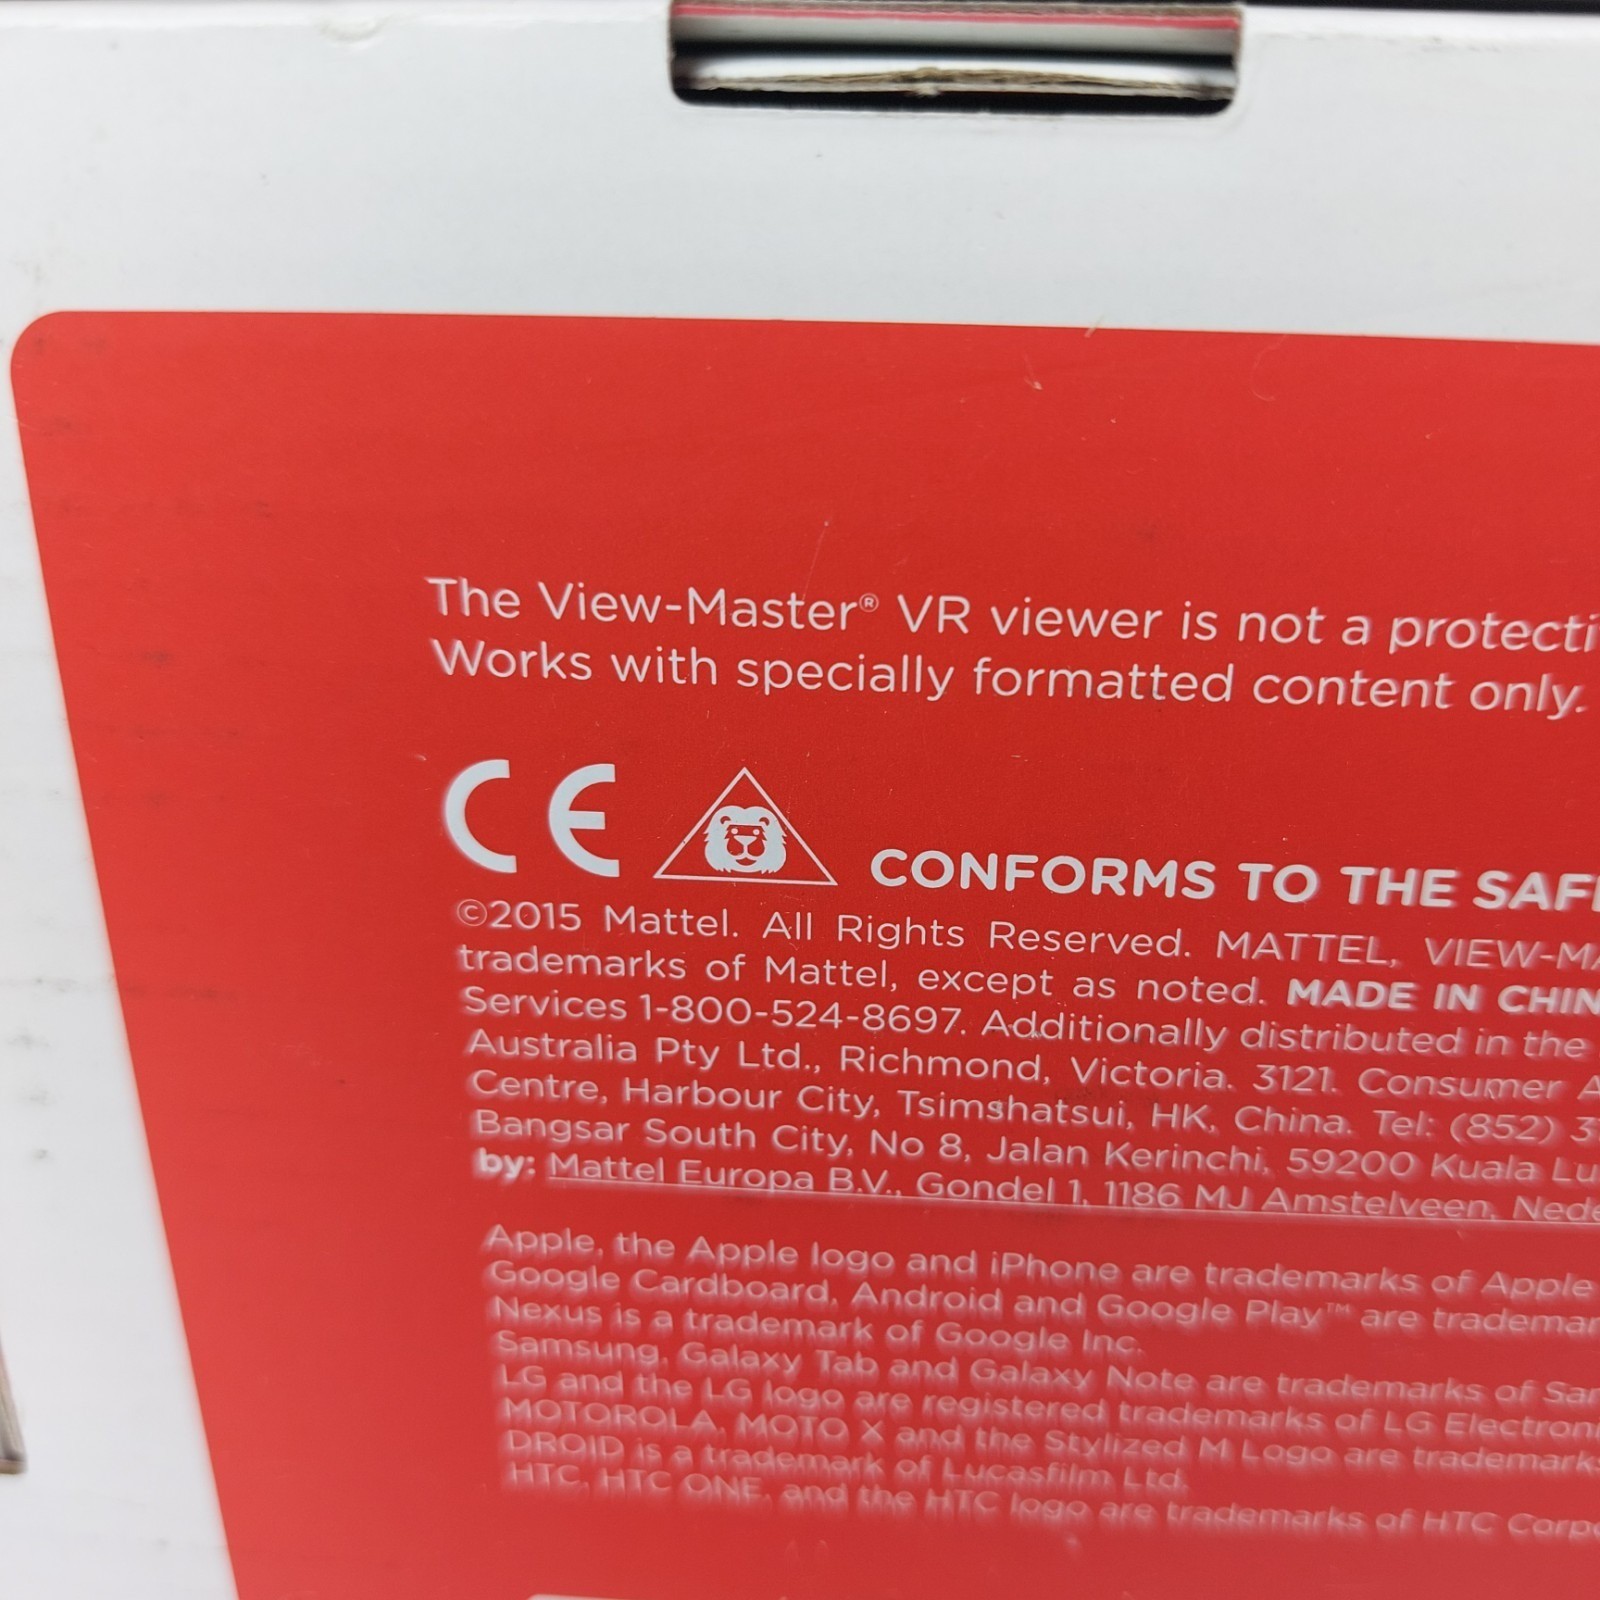 The View-Master® VR viewer is not a protecti
Works with specially formatted content only.
CE
CONFORMS TO THE SAF
©2015 Mattel. All Rights Reserved. MATTEL, VIEW-MA
trademarks of Mattel, except as noted. MADE IN CHIN
Services 1-800-524-8697. Additionally distributed in the
Australia Pty Ltd., Richmond, Victoria. 3121. Consumer A
Centre, Harbour City, Tsimshatsui, HK, China. Tel: (852) 3
Bangsar South City, No 8, Jalan Kerinchi, 59200 Kuala Lu
by: Mattel Europa B.V., Gondel 1, 1186 MJ Amstelveen, Nede
Apple, the Apple logo and iPhone are trademarks of Apple
Google Cardboard, Android and Google Play™ are trademar
Nexus is a trademark of Google Inc.
Samsung, Galaxy Tab and Galaxy Note are trademarks of Sam
LG and the LG logo are registered trademarks of LG Electroni
MOTOROLA, MOTO X and the Stylized M Logo are trademarks
DROID is a trademark of Lucasfilm Ltd.
HTC, HTC ONE, and the HTC logo are trademarks of HTC Corpo